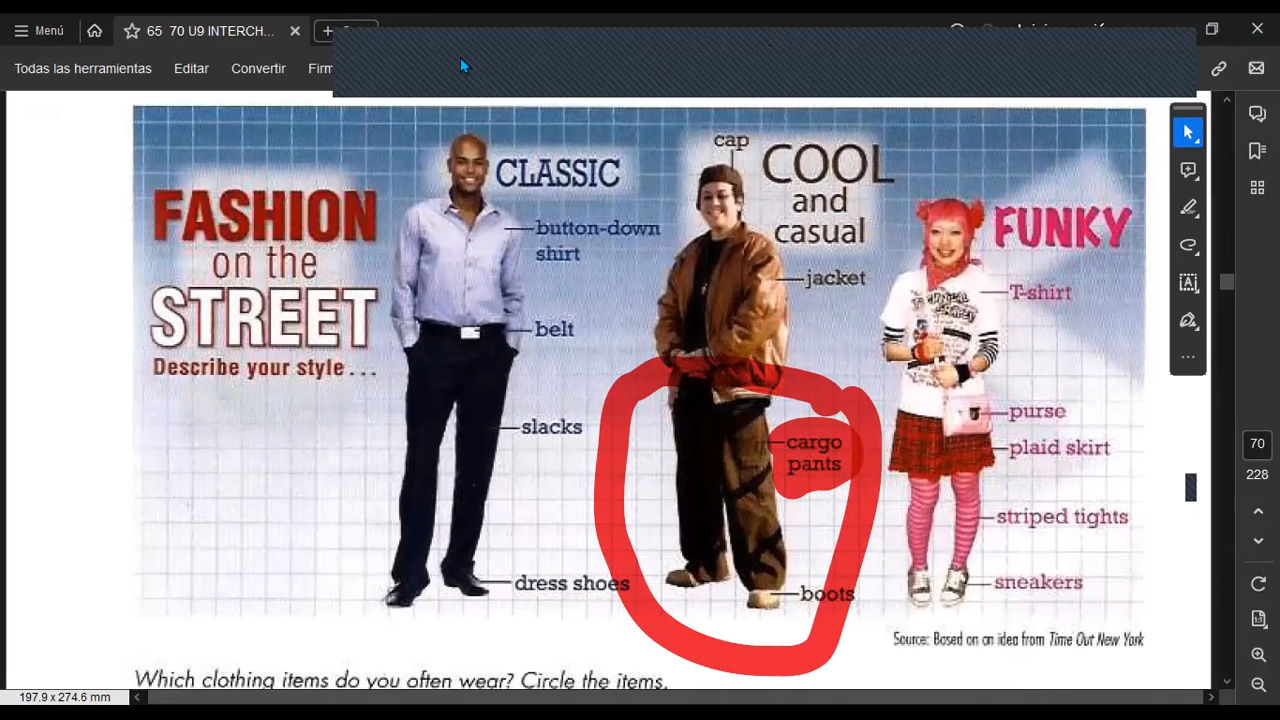 Menú
65 70 U9 INTERCH...
Todas las herramientas
Editar
Convertir
FASHION
on the
STREET
Describe your style . . .
CLASSIC
button-down
shirt
belt
slacks
dress shoes
cap
COOL
and
casual
jacket
cargo
pants
boots
FUNKY
T-shirt
purse
plaid skirt
striped tights
sneakers
Source: Based on an idea from Time Out New York
Which clothing items do you often wear? Circle the items.
70
228
197.9 x 274.6 mm